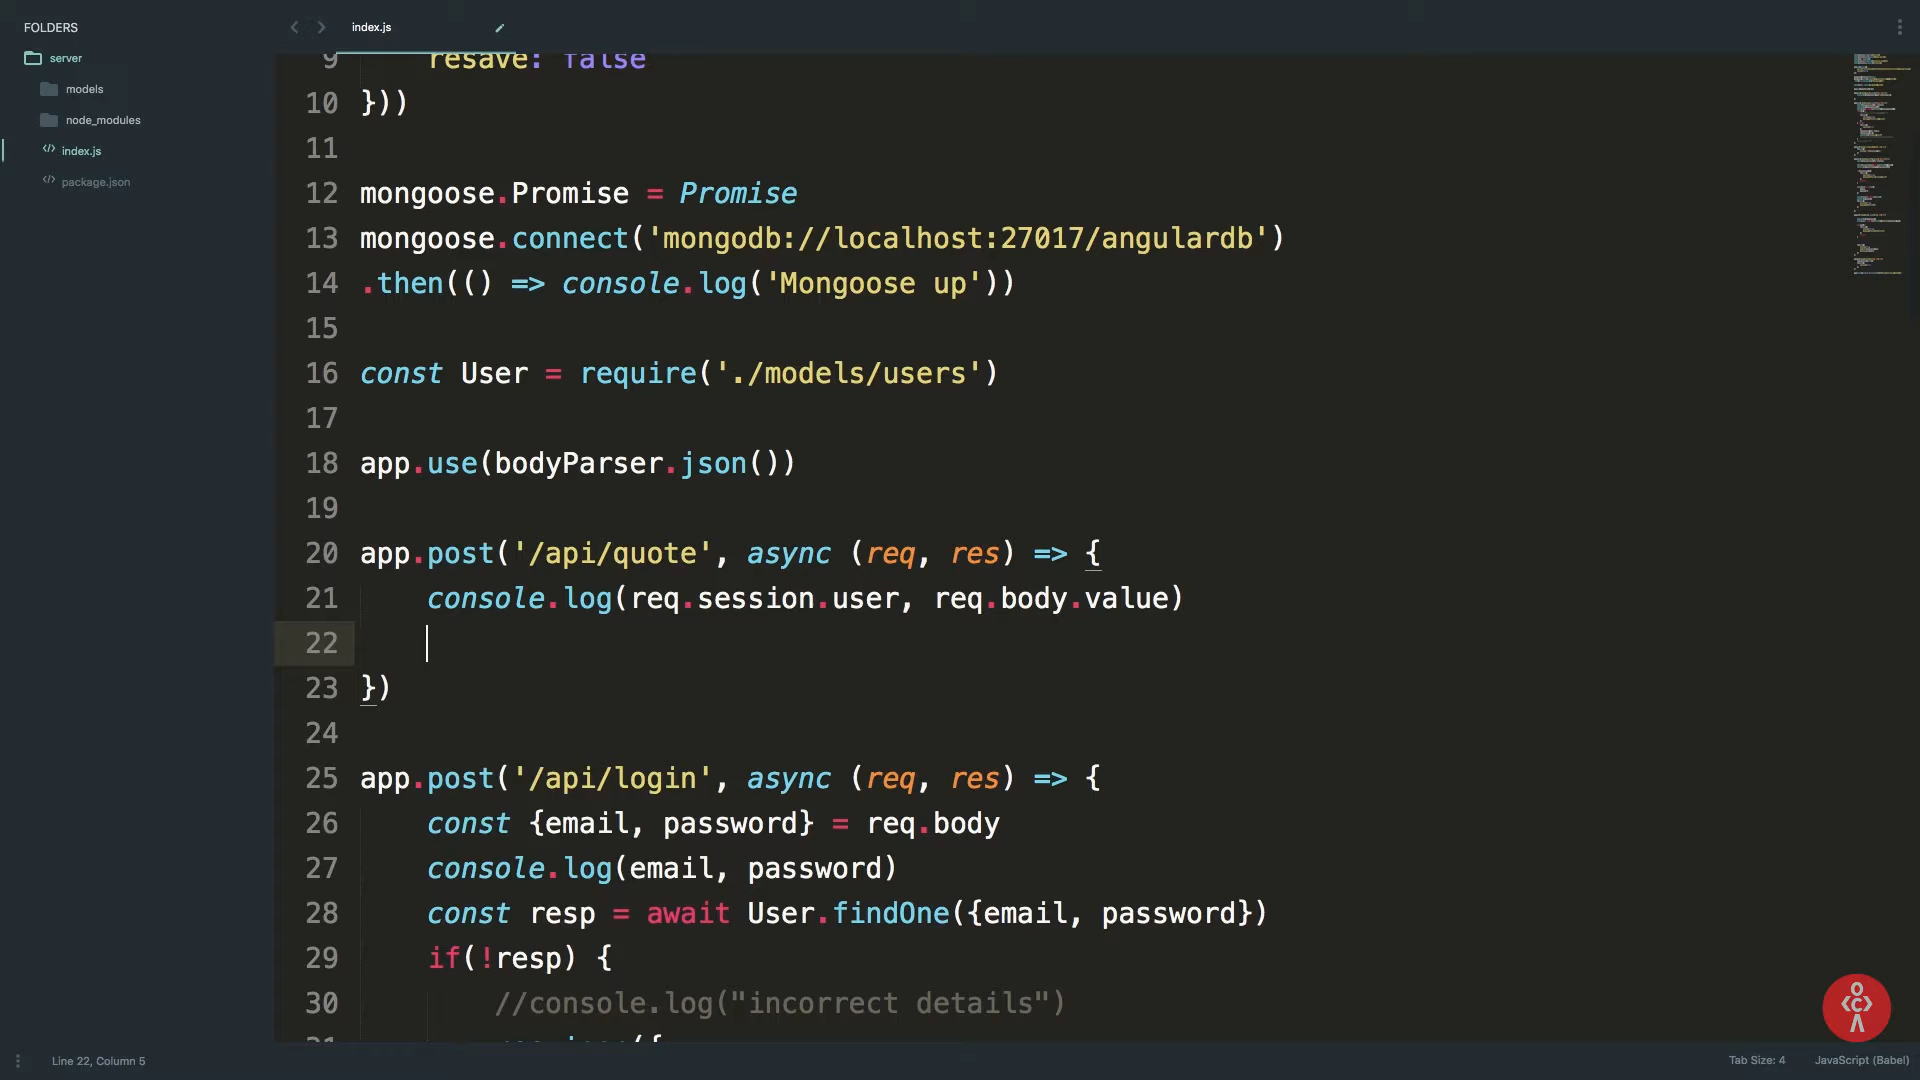 FOLDERS
server
models
node_modules
index.js
package.json
index.js
9 resave: false
10 }))
11
12 mongoose.Promise = Promise
13 mongoose.connect('mongodb://localhost:27017/angulardb')
14 .then(() => console.log('Mongoose up'))
15
16 const User = require('./models/users')
17
18 app.use(bodyParser.json())
19
20 app.post('/api/quote', async (req, res) => {
21 console.log(req.session.user, req.body.value)
22
23 })
24
25 app.post('/api/login', async (req, res) => {
26 const {email, password} = req.body
27 console.log(email, password)
28 const resp = await User.findOne({email, password})
29 if(!resp) {
30 //console.log("incorrect details")
Line 22, Column 5
Tab Size: 4
JavaScript (Babel)